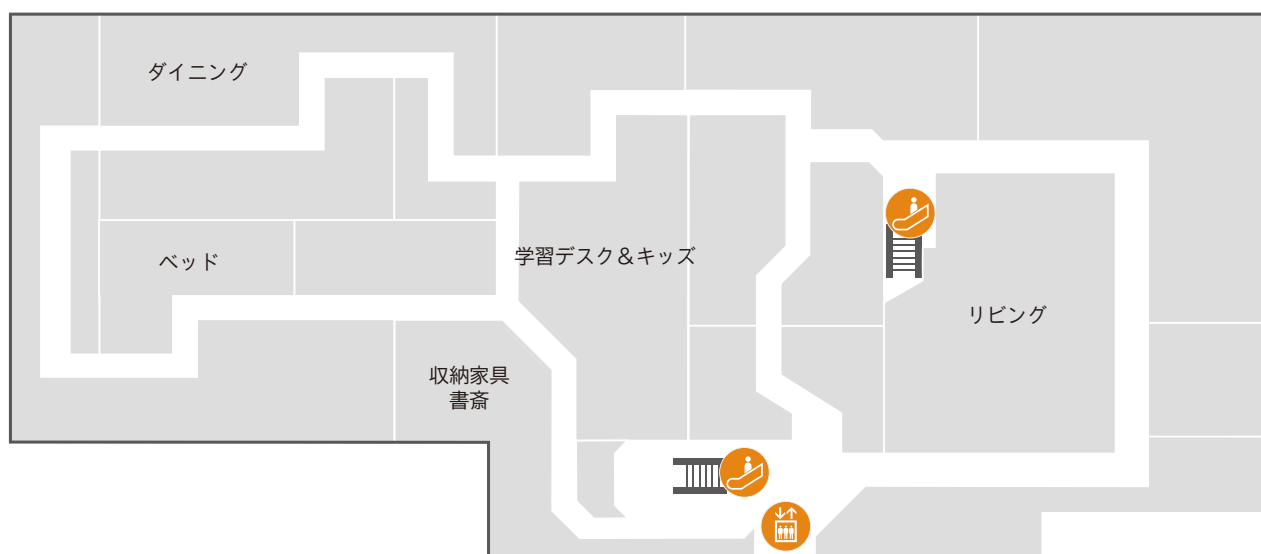 ダイニング
ベッド
学習デスク＆キッズ
リビング
収納家具
書斎